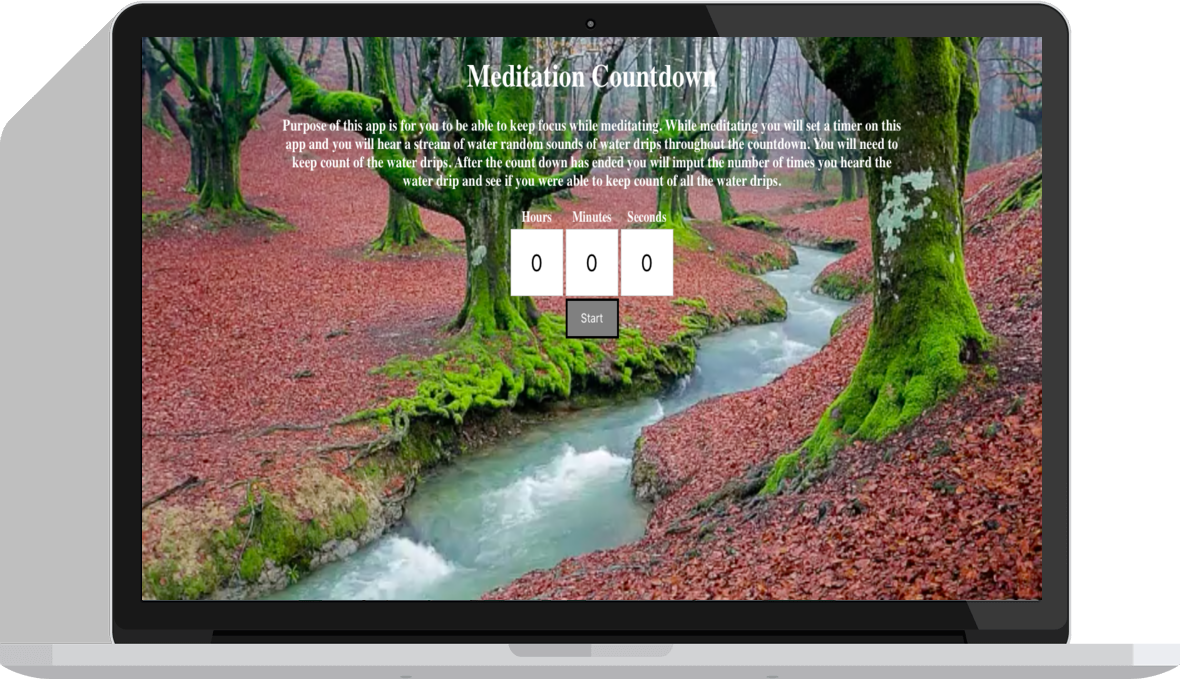 Meditation Countdown
Purpose of this app is for you to be able to keep focus while meditating. While meditating you will set a timer on this
app and you will hear a stream of water random sounds of water drips throughout the countdown. You will need to
keep count of the water drips. After the count down has ended you will imput the number of times you heard the
water drip and see if you were able to keep count of all the water drips.
Hours Minutes Seconds
0 0 0
Start